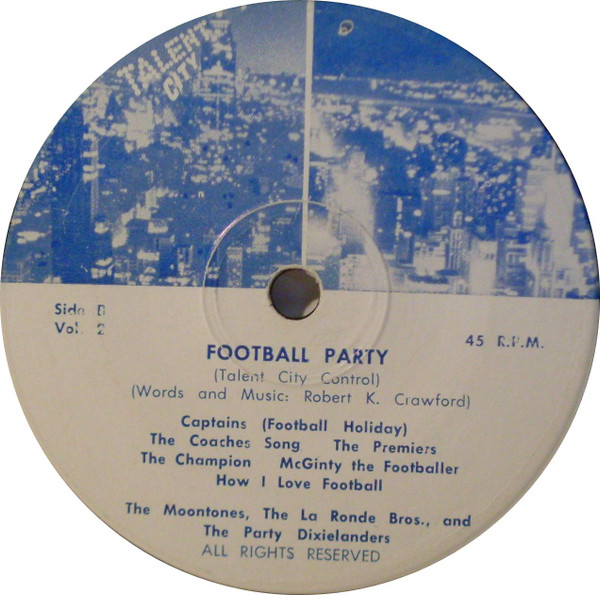 TALENT
CITY
Side B
Vol. 2
45 R.P.M.
FOOTBALL PARTY
(Talent City Control)
(Words and Music: Robert K. Crawford)
Captains (Football Holiday)
The Coaches Song The Premiers
The Champion McGinty the Footballer
How I Love Football
The Moontones, The La Ronde Bros., and
The Party Dixielanders
ALL RIGHTS RESERVED